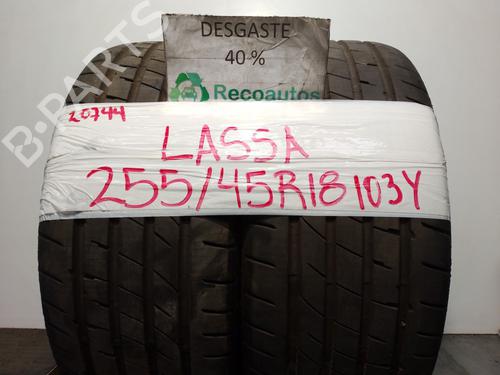 DESGASTE
40 %
Recoautos
20744
LASSA
255/45R18 103Y
B-PARTS